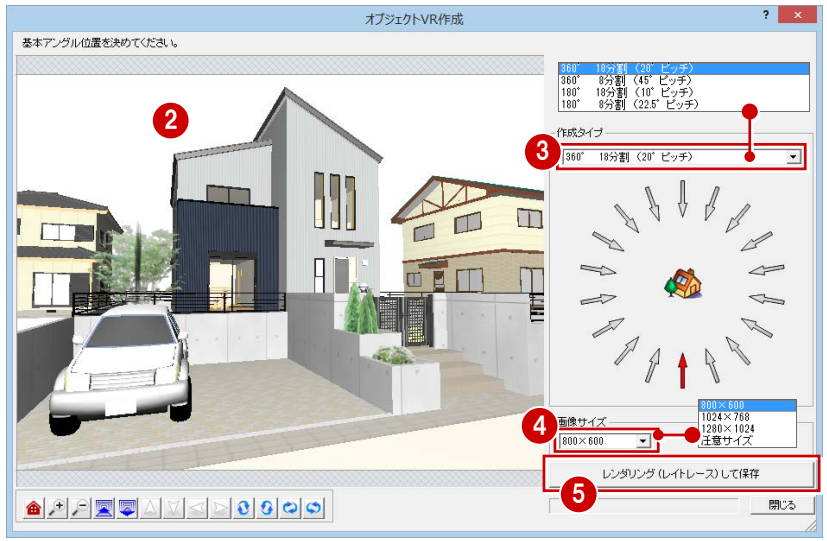 オブジェクトVR作成
? ×
基本アングル位置を決めてください。
2
360° 18分割 (20° ピッチ)
360° 8分割 (45° ピッチ)
180° 18分割 (10° ピッチ)
180° 8分割 (22.5° ピッチ)
作成タイプ
3
360° 18分割 (20° ピッチ)
800×600
1024×768
1280×1024
任意サイズ
画像サイズ
4
800×600
レンダリング(レイトレース)して保存
5
閉じる